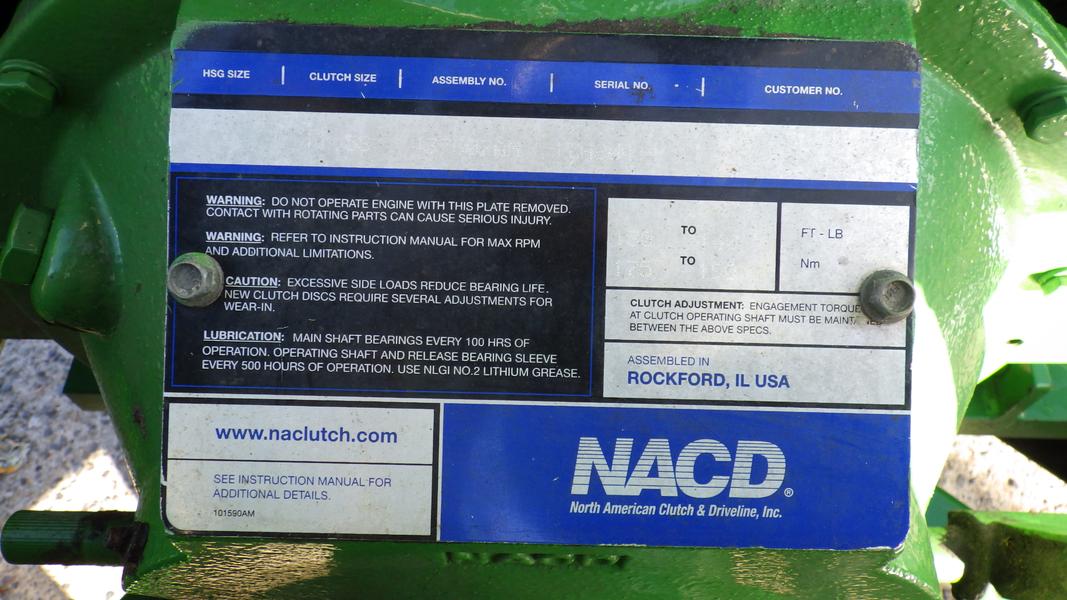 HSG SIZE | CLUTCH SIZE | ASSEMBLY NO. | SERIAL NO. | CUSTOMER NO.
WARNING: DO NOT OPERATE ENGINE WITH THIS PLATE REMOVED.
CONTACT WITH ROTATING PARTS CAN CAUSE SERIOUS INJURY.
WARNING: REFER TO INSTRUCTION MANUAL FOR MAX RPM
AND ADDITIONAL LIMITATIONS.
CAUTION: EXCESSIVE SIDE LOADS REDUCE BEARING LIFE.
NEW CLUTCH DISCS REQUIRE SEVERAL ADJUSTMENTS FOR
WEAR-IN.
LUBRICATION: MAIN SHAFT BEARINGS EVERY 100 HRS OF
OPERATION. OPERATING SHAFT AND RELEASE BEARING SLEEVE
EVERY 500 HOURS OF OPERATION. USE NLGI NO.2 LITHIUM GREASE.
TO FT - LB
TO Nm
CLUTCH ADJUSTMENT: ENGAGEMENT TORQUE
AT CLUTCH OPERATING SHAFT MUST BE
BETWEEN THE ABOVE SPECS.
ASSEMBLED IN
ROCKFORD, IL USA
www.naclutch.com
SEE INSTRUCTION MANUAL FOR
ADDITIONAL DETAILS.
101590AM
NACD®
North American Clutch & Driveline, Inc.